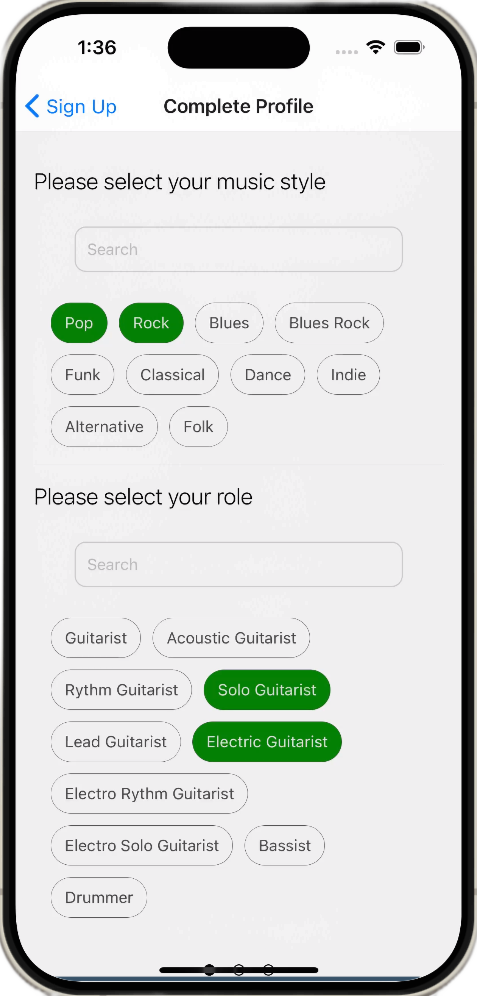 1:36
Sign Up Complete Profile
Please select your music style
Search
Pop Rock Blues Blues Rock
Funk Classical Dance Indie
Alternative Folk
Please select your role
Search
Guitarist Acoustic Guitarist
Rythm Guitarist Solo Guitarist
Lead Guitarist Electric Guitarist
Electro Rythm Guitarist
Electro Solo Guitarist Bassist
Drummer